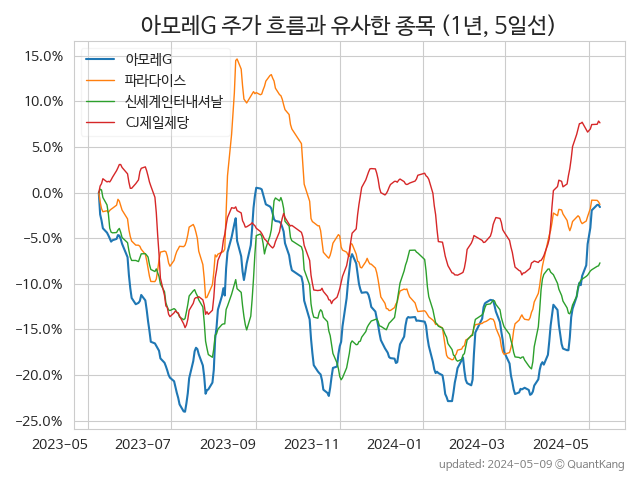 아모레G 주가 흐름과 유사한 종목 (1년, 5일선)
아모레G
파라다이스
신세계인터내셔날
CJ제일제당
15.0%
10.0%
5.0%
0.0%
-5.0%
-10.0%
-15.0%
-20.0%
-25.0%
2023-05 2023-07 2023-09 2023-11 2024-01 2024-03 2024-05
updated: 2024-05-09 © QuantKang